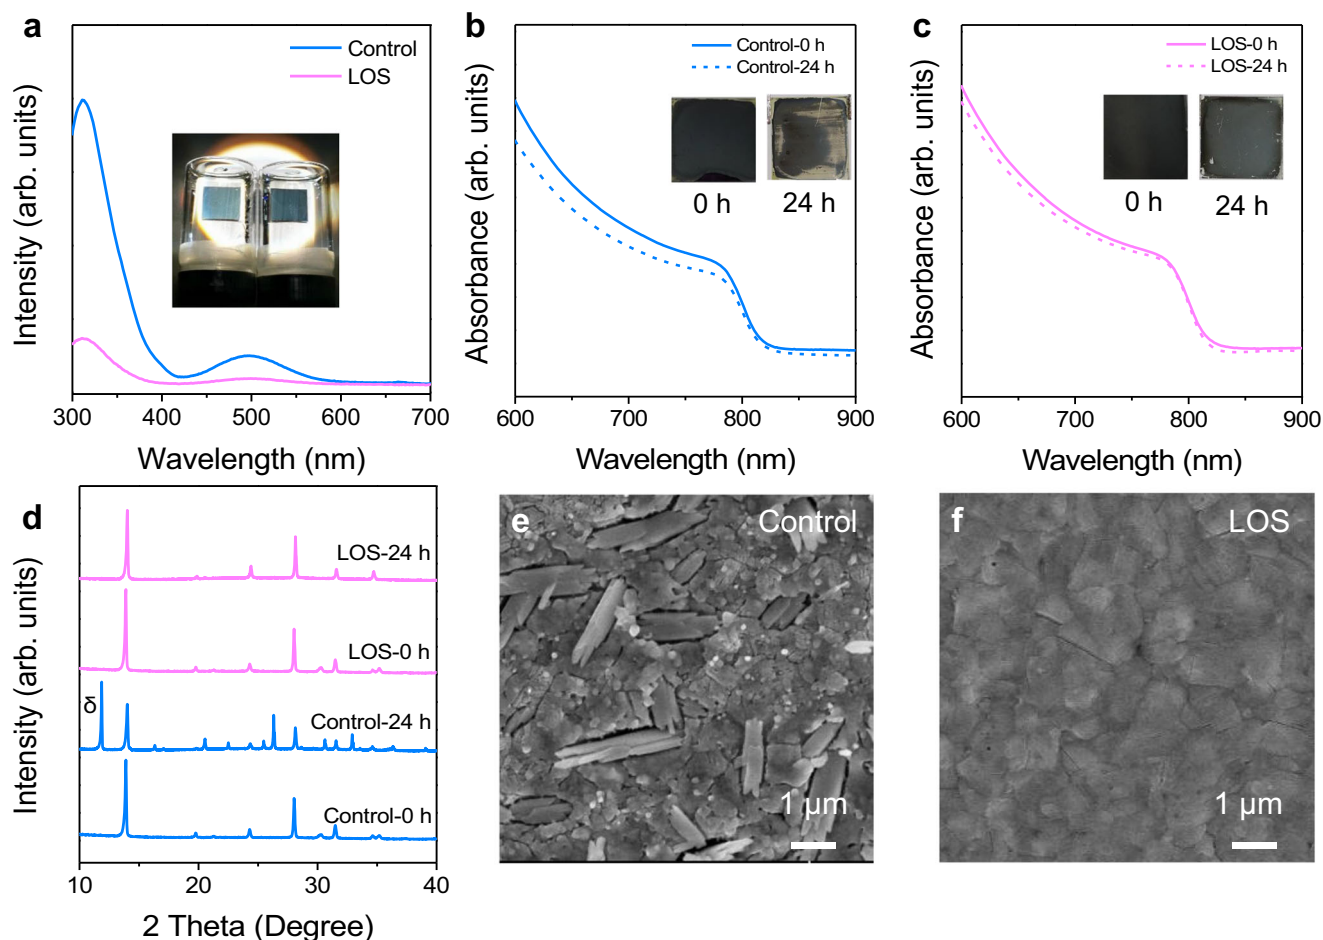 a
Control
LOS
Intensity (arb. units)
300 400 500 600 700
Wavelength (nm)
b
Control-0 h
Control-24 h
0 h
24 h
Absorbance (arb. units)
600 700 800 900
Wavelength (nm)
c
LOS-0 h
LOS-24 h
0 h
24 h
Absorbance (arb. units)
600 700 800 900
Wavelength (nm)
d
LOS-24 h
LOS-0 h
δ
Control-24 h
Control-0 h
Intensity (arb. units)
10 20 30 40
2 Theta (Degree)
e
Control
1 μm
f
LOS
1 μm